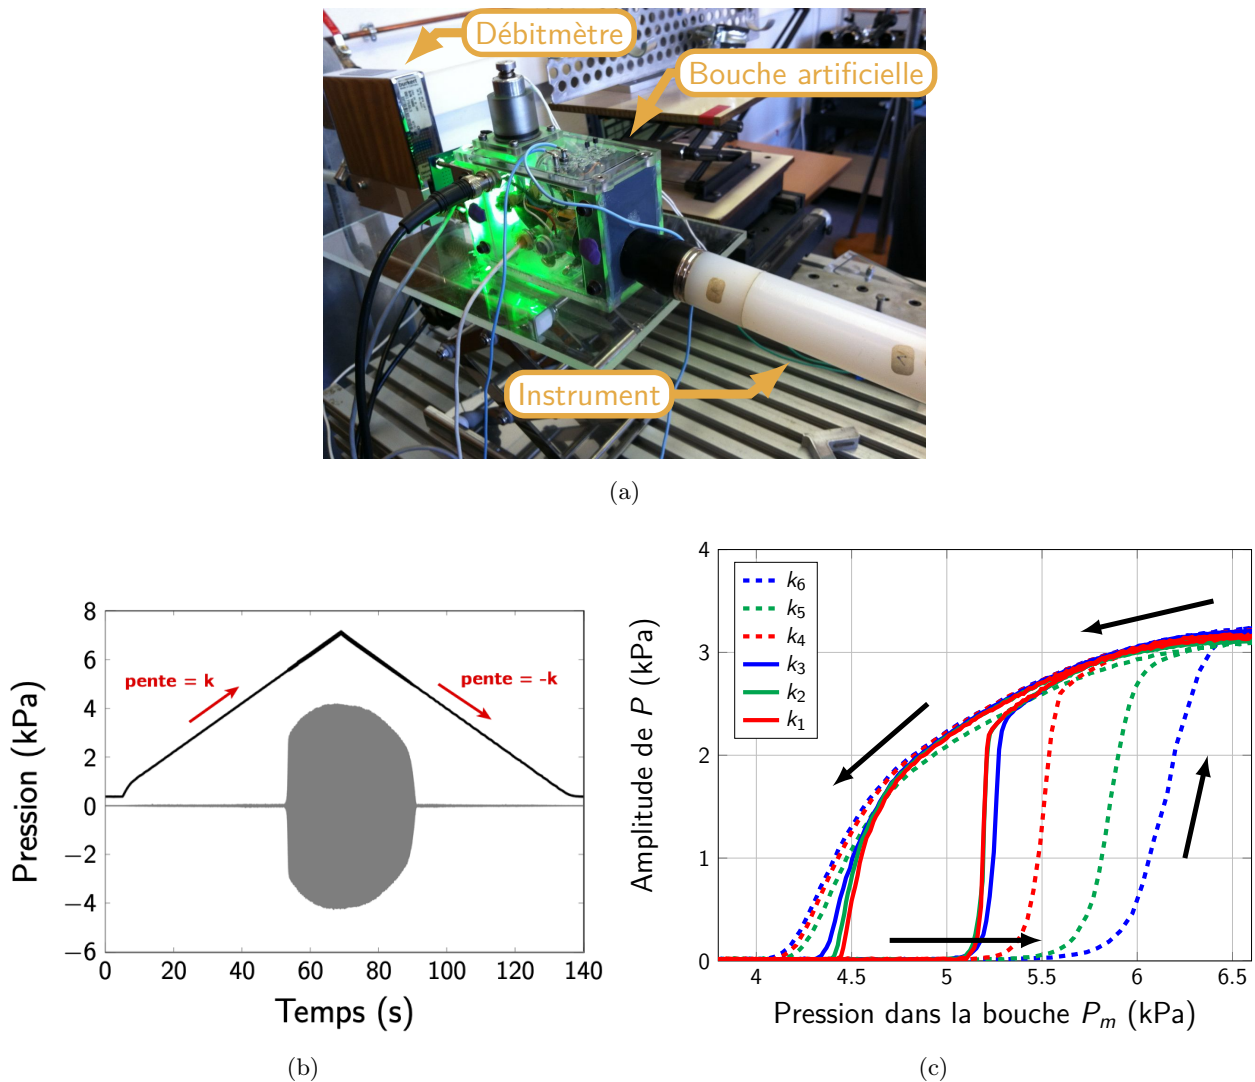 Débitmètre
Bouche artificielle
Instrument
(a)
8
6
4
2
0
−2
−4
−6
Pression (kPa)
pente = k
pente = -k
0 20 40 60 80 100 120 140
Temps (s)
(b)
4
3
2
1
0
Amplitude de P (kPa)
k6
k5
k4
k3
k2
k1
4 4.5 5 5.5 6 6.5
Pression dans la bouche Pm (kPa)
(c)